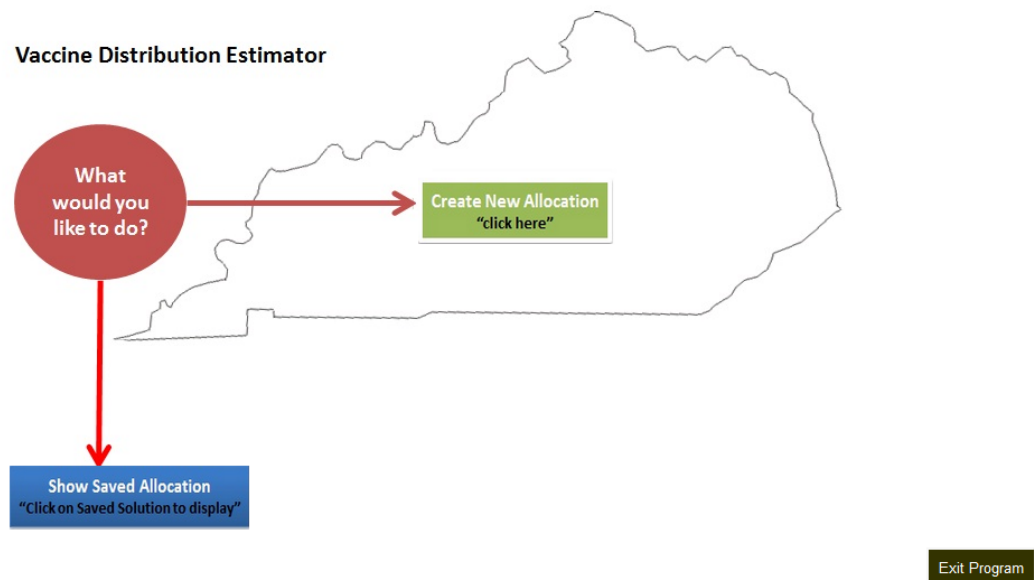 Vaccine Distribution Estimator
What
would you
like to do?
Create New Allocation
“click here”
Show Saved Allocation
“Click on Saved Solution to display”
Exit Program